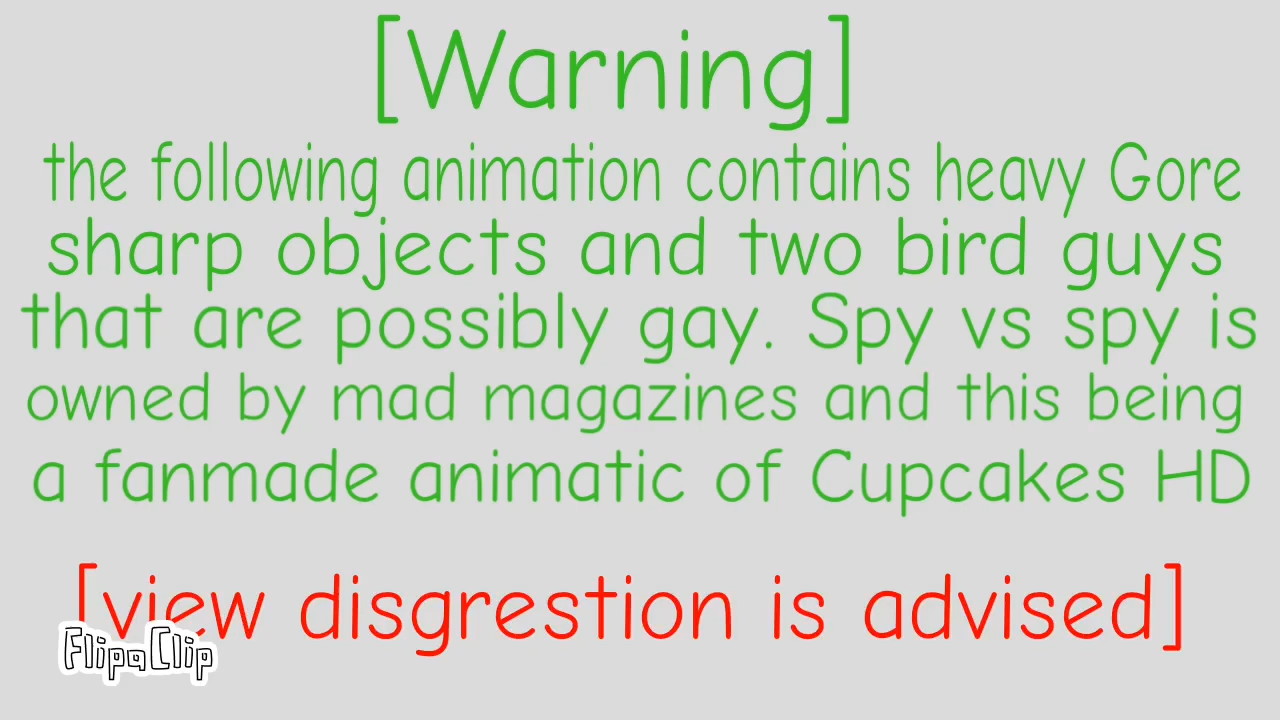 [Warning]
the following animation contains heavy Gore
sharp objects and two bird guys
that are possibly gay. Spy vs spy is
owned by mad magazines and this being
a fanmade animatic of Cupcakes HD
[view disgrestion is advised]
FlipaClip